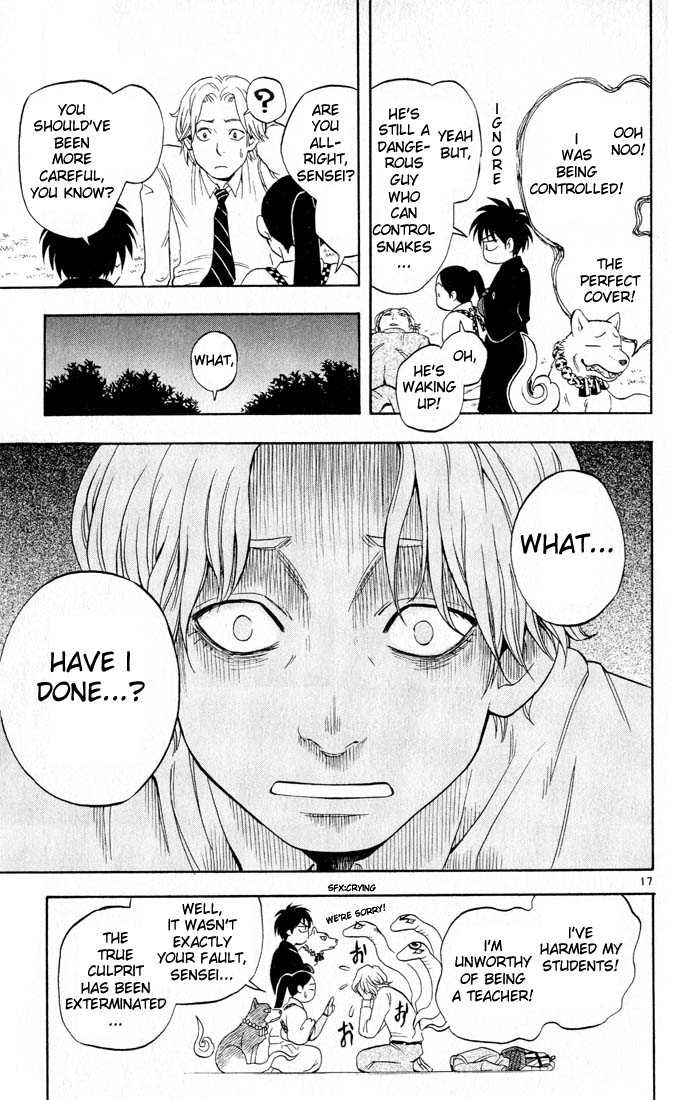 OOH
NOO!
I
WAS
BEING
CONTROLLED!
THE
PERFECT
COVER!
IGNORE
YEAH
BUT,
HE'S
STILL A
DANGE-
ROUS
GUY
WHO
CAN
CONTROL
SNAKES
...
OH,
HE'S
WAKING
UP!
ARE
YOU
ALL-
RIGHT,
SENSEI?
?
YOU
SHOULD'VE
BEEN
MORE
CAREFUL,
YOU KNOW?
WHAT,
WHAT...
HAVE I
DONE...?
17
SFX:CRYING
I'VE
HARMED MY
STUDENTS!
I'M
UNWORTHY
OF BEING
A TEACHER!
WE'RE SORRY!
お
お
お
WELL,
IT WASN'T
EXACTLY
YOUR FAULT,
SENSEI...
THE
TRUE
CULPRIT
HAS BEEN
EXTERMINATED
...